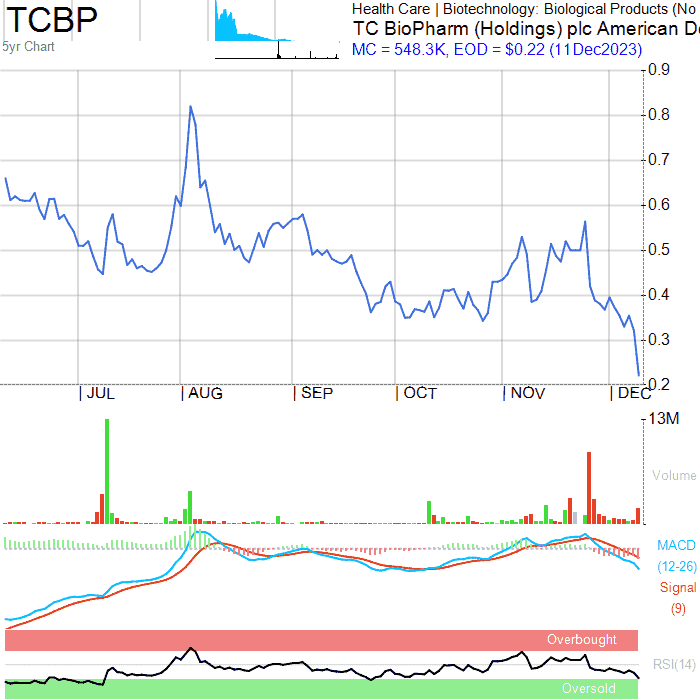 TCBP
5yr Chart
Health Care | Biotechnology: Biological Products (No
TC BioPharm (Holdings) plc American De
MC = 548.3K, EOD = $0.22 (11Dec2023)
0.9
0.8
0.7
0.6
0.5
0.4
0.3
0.2
| JUL | AUG | SEP | OCT | NOV | DEC
13M
Volume
MACD
(12-26)
Signal
(9)
Overbought
RSI(14)
Oversold